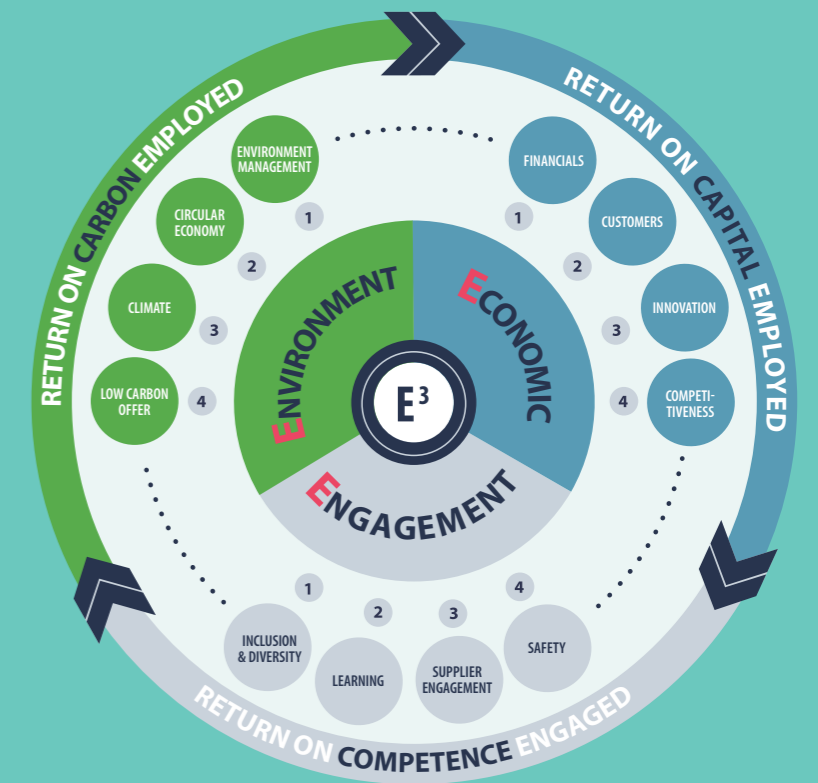 RETURN ON CARBON EMPLOYED
RETURN ON CAPITAL EMPLOYED
ENVIRONMENT
MANAGEMENT
1
CIRCULAR
ECONOMY
2
CLIMATE
3
LOW CARBON
OFFER
4
FINANCIALS
1
CUSTOMERS
2
INNOVATION
3
COMPETI-
TIVENESS
4
ENVIRONMENT
ECONOMIC
E³
ENGAGEMENT
1
INCLUSION
& DIVERSITY
2
LEARNING
3
SUPPLIER
ENGAGEMENT
4
SAFETY
RETURN ON COMPETENCE ENGAGED